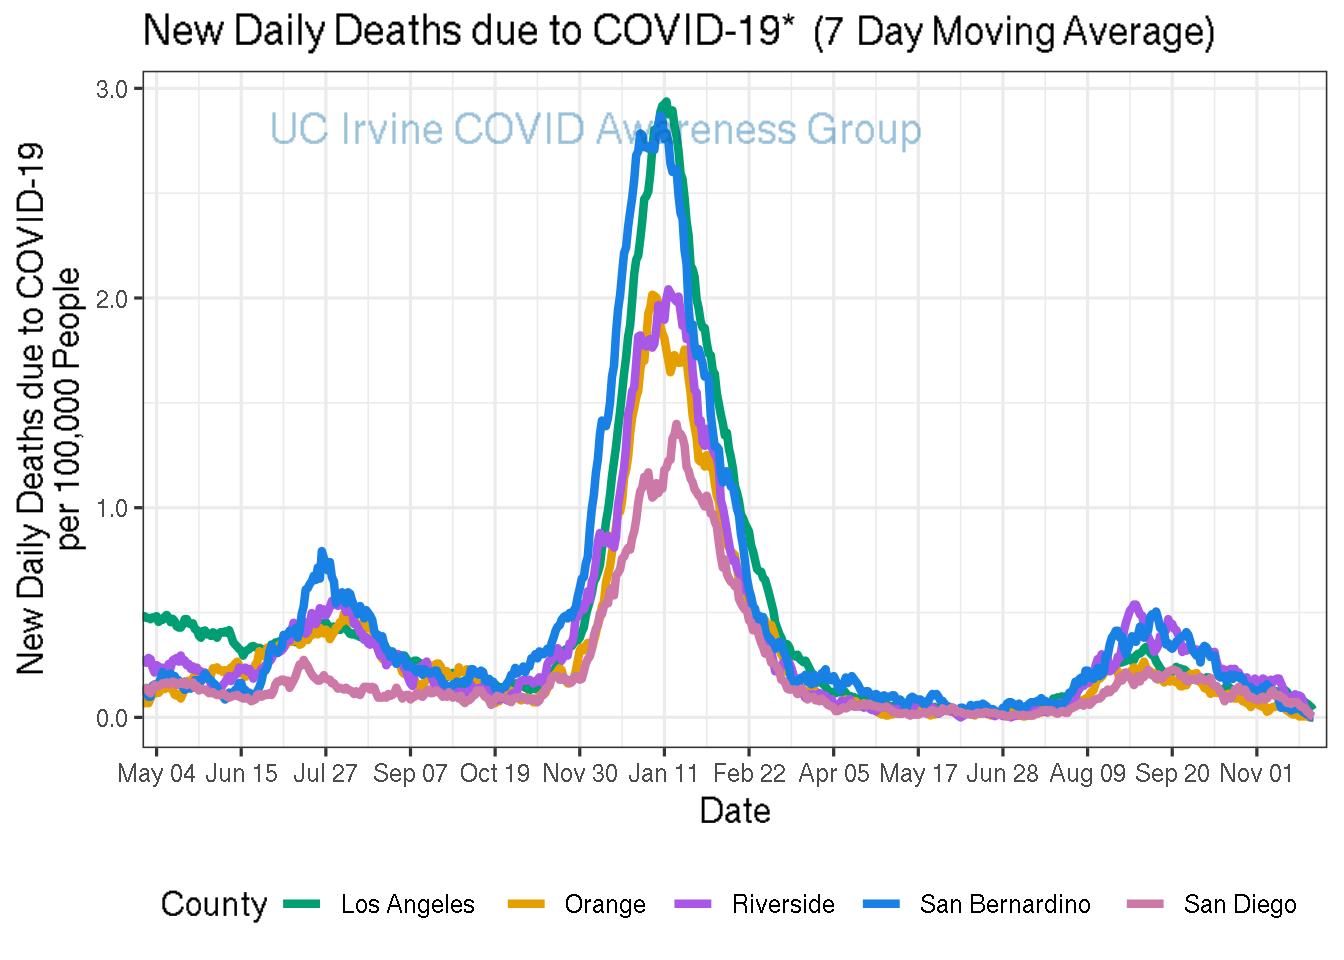 New Daily Deaths due to COVID-19* (7 Day Moving Average)
UC Irvine COVID Awareness Group
New Daily Deaths due to COVID-19
per 100,000 People
3.0
2.0
1.0
0.0
May 04 Jun 15 Jul 27 Sep 07 Oct 19 Nov 30 Jan 11 Feb 22 Apr 05 May 17 Jun 28 Aug 09 Sep 20 Nov 01
Date
County Los Angeles Orange Riverside San Bernardino San Diego